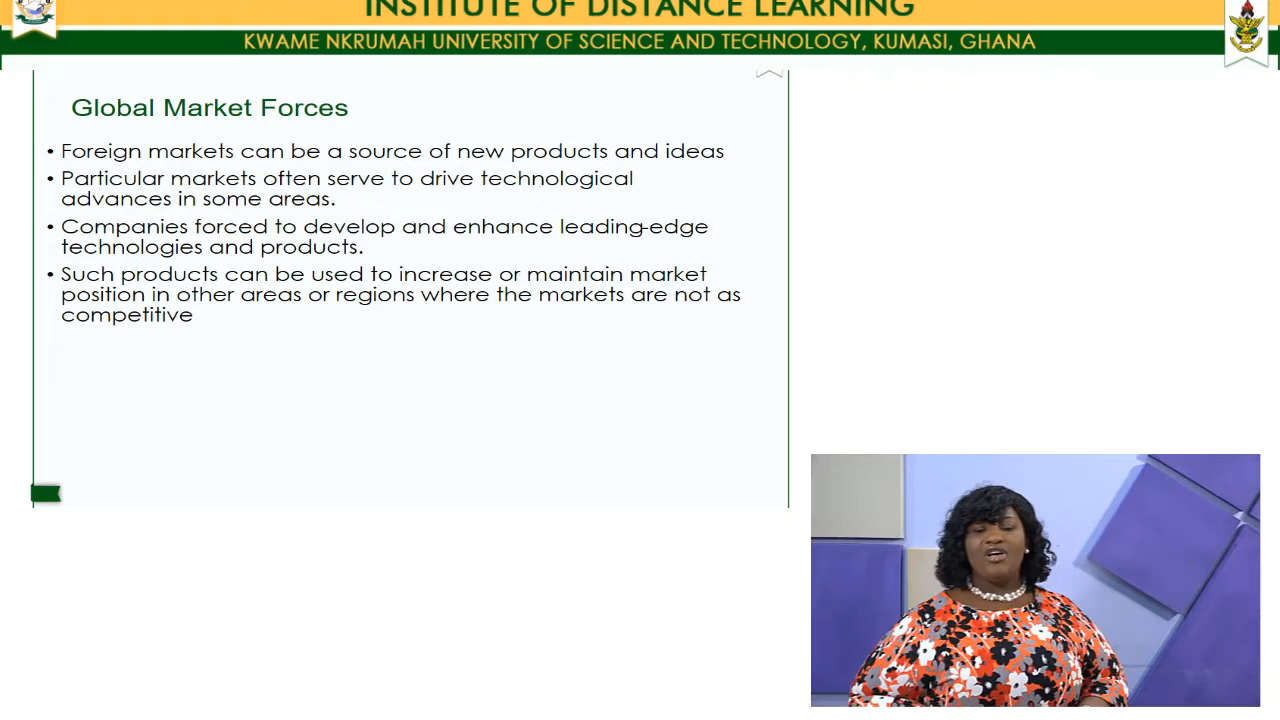 INSTITUTE OF DISTANCE LEARNING
KWAME NKRUMAH UNIVERSITY OF SCIENCE AND TECHNOLOGY, KUMASI, GHANA
Global Market Forces
• Foreign markets can be a source of new products and ideas
• Particular markets often serve to drive technological
advances in some areas.
• Companies forced to develop and enhance leading-edge
technologies and products.
• Such products can be used to increase or maintain market
position in other areas or regions where the markets are not as
competitive